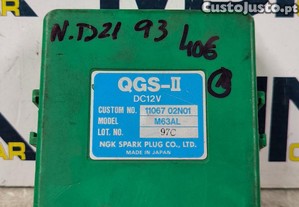 CustoJusto.pt
N.TD21 93 40€
QGS-II
DC12V
CUSTOM NO. 11067 02N01
MODEL M63AL
LOT. NO. 97C
NGK SPARK PLUG CO., LTD.
MADE IN JAPAN